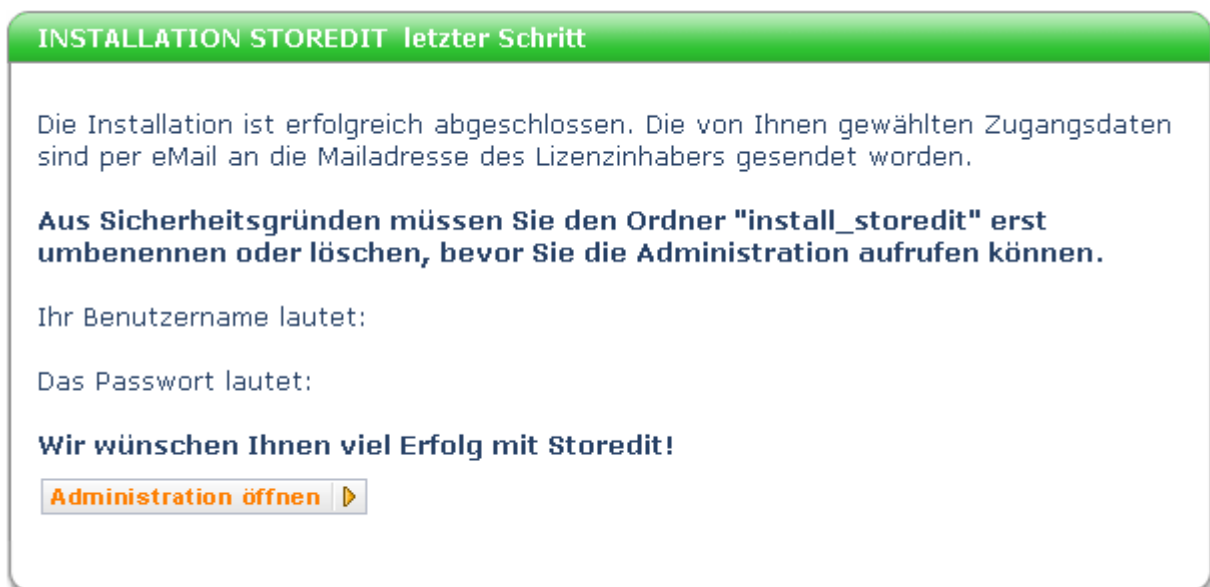 INSTALLATION STOREDIT letzter Schritt
Die Installation ist erfolgreich abgeschlossen. Die von Ihnen gewählten Zugangsdaten
sind per eMail an die Mailadresse des Lizenzinhabers gesendet worden.
Aus Sicherheitsgründen müssen Sie den Ordner "install_storedit" erst
umbenennen oder löschen, bevor Sie die Administration aufrufen können.
Ihr Benutzername lautet:
Das Passwort lautet:
Wir wünschen Ihnen viel Erfolg mit Storedit!
Administration öffnen